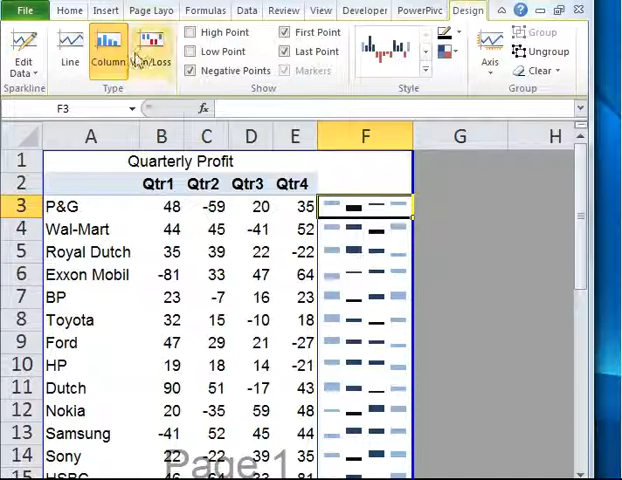 File Home Insert Page Layout Formulas Data Review View Developer PowerPivc Design
Edit Data
Line
Column
Win/Loss
High Point
Low Point
Negative Points
First Point
Last Point
Markers
Axis
Group
Ungroup
Clear
Sparkline Type Show Style Group
F3 fx
A B C D E F G H
1 Quarterly Profit
2 Qtr1 Qtr2 Qtr3 Qtr4
3 P&G 48 -59 20 35
4 Wal-Mart 44 45 -41 52
5 Royal Dutch 35 39 22 -22
6 Exxon Mobil -81 33 47 64
7 BP 23 -7 16 23
8 Toyota 32 15 -10 18
9 Ford 47 29 21 -27
10 HP 19 18 14 -21
11 Dutch 90 51 -17 43
12 Nokia 20 -35 59 48
13 Samsung -41 52 45 44
14 Sony 22 -22 39 35
Page 1
15 HSBC